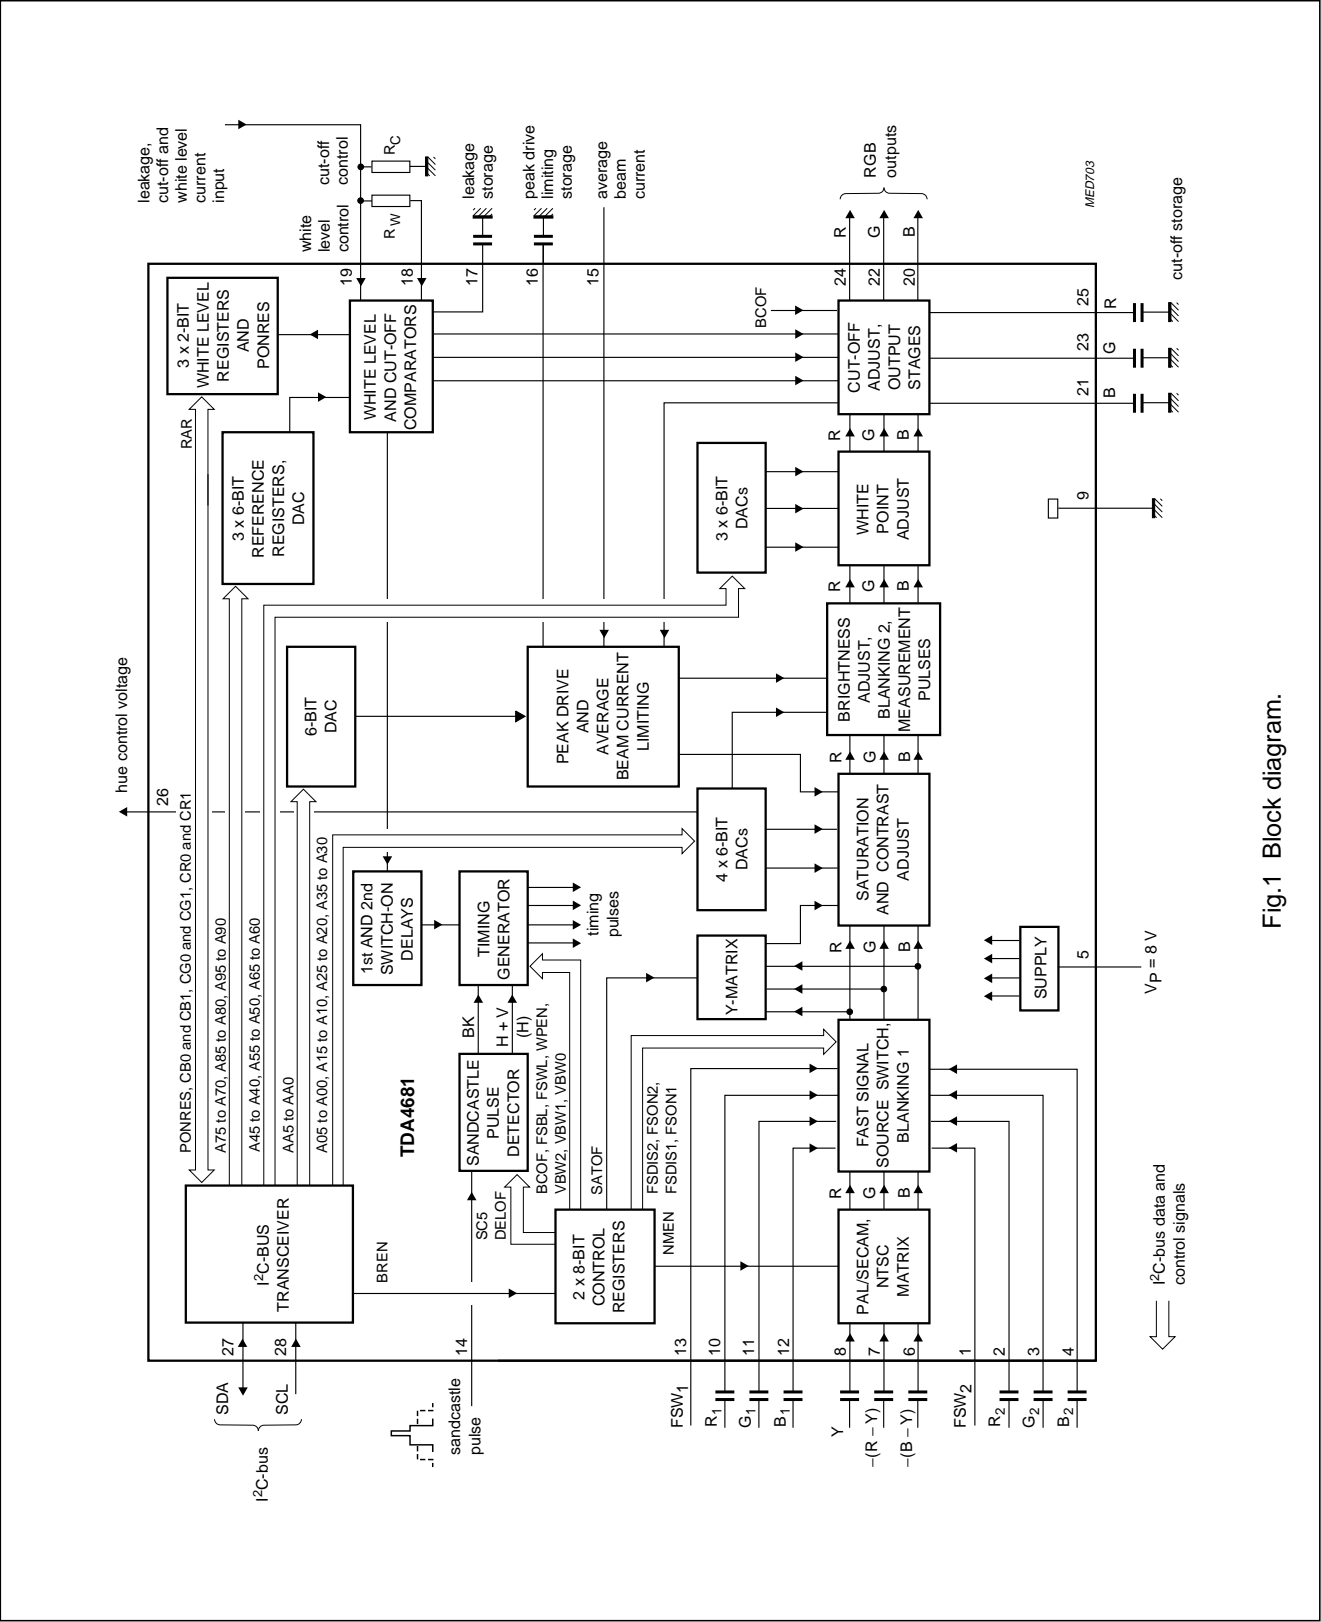 leakage,
cut-off and
white level
current
input
cut-off
control
RC
white
level
control
RW
leakage
storage
peak drive
limiting
storage
average
beam
current
RGB
outputs
MED703
cut-off storage
19
18
17
16
15
R
G
B
24
22
20
25
R
23
G
21
B
3 x 2-BIT
WHITE LEVEL
REGISTERS
AND
PONRES
WHITE LEVEL
AND CUT-OFF
COMPARATORS
BCOF
CUT-OFF
ADJUST,
OUTPUT
STAGES
RAR
3 x 6-BIT
REFERENCE
REGISTERS,
DAC
R
G
B
3 x 6-BIT
DACs
WHITE
POINT
ADJUST
9
R
G
B
hue control voltage
26
6-BIT
DAC
PEAK DRIVE
AND
AVERAGE
BEAM CURRENT
LIMITING
BRIGHTNESS
ADJUST,
BLANKING 2,
MEASUREMENT
PULSES
R
G
B
4 x 6-BIT
DACs
SATURATION
AND CONTRAST
ADJUST
1st AND 2nd
SWITCH-ON
DELAYS
TIMING
GENERATOR
timing
pulses
Y-MATRIX
R
G
B
SUPPLY
5
VP = 8 V
PONRES, CB0 and CB1, CG0 and CG1, CR0 and CR1
A75 to A70, A85 to A80, A95 to A90
A45 to A40, A55 to A50, A65 to A60
AA5 to AA0
A05 to A00, A15 to A10, A25 to A20, A35 to A30
TDA4681
BK
H + V
(H)
SANDCASTLE
PULSE
DETECTOR
BCOF, FSBL, FSWL, WPEN,
VBW2, VBW1, VBW0
SATOF
FSDIS2, FSON2,
FSDIS1, FSON1
FAST SIGNAL
SOURCE SWITCH,
BLANKING 1
I2C-BUS
TRANSCEIVER
BREN
SC5
DELOF
2 x 8-BIT
CONTROL
REGISTERS
NMEN
R
G
B
PAL/SECAM,
NTSC
MATRIX
27
28
14
13
10
11
12
8
7
6
1
2
3
4
SDA
SCL
I2C-bus
sandcastle
pulse
FSW1
R1
G1
B1
Y
–(R – Y)
–(B – Y)
FSW2
R2
G2
B2
I2C-bus data and
control signals
Fig.1 Block diagram.